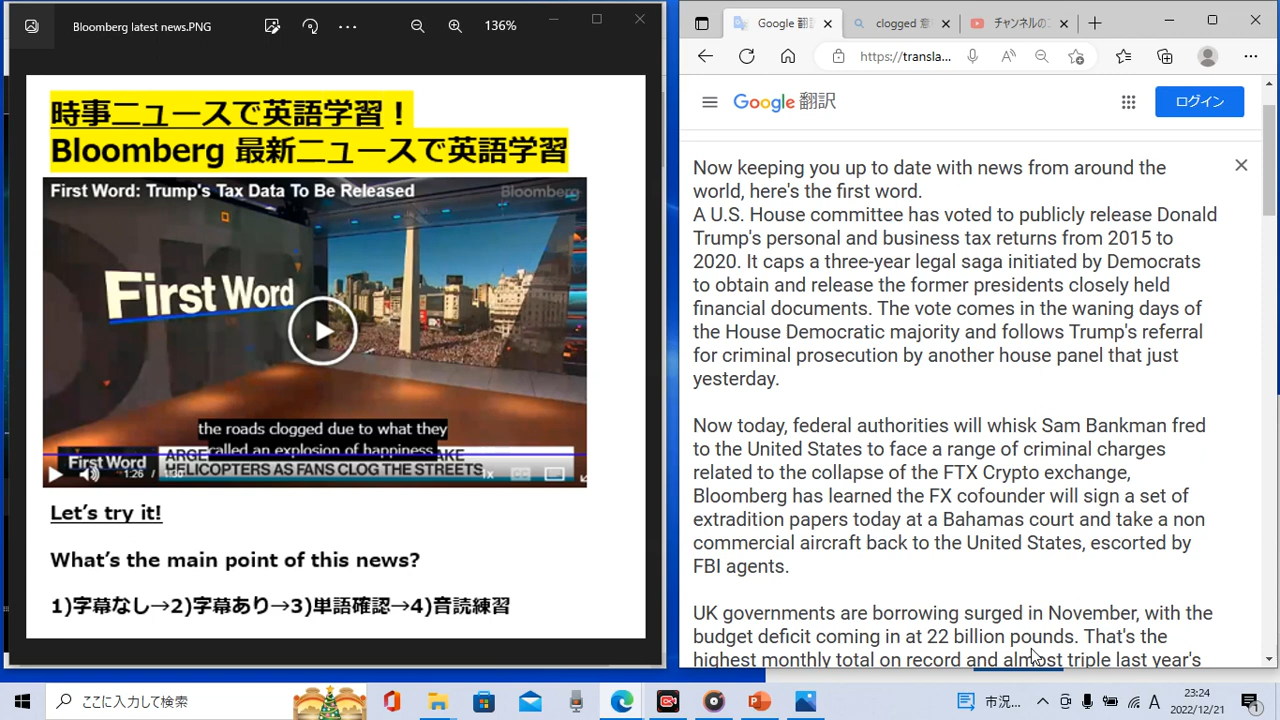 Bloomberg latest news.PNG
136%
時事ニュースで英語学習！
Bloomberg 最新ニュースで英語学習
First Word: Trump's Tax Data To Be Released
Bloomberg
First Word
the roads clogged due to what they
called an explosion of happiness
First Word
HELICOPTERS AS FANS CLOG THE STREETS
1:26 / 1:30
1x
CC
Let's try it!
What's the main point of this news?
1)字幕なし→2)字幕あり→3)単語確認→4)音読練習
Google 翻訳
clogged 意味
チャンネルのコ
https://transla...
Google 翻訳
ログイン
Now keeping you up to date with news from around the
world, here's the first word.
A U.S. House committee has voted to publicly release Donald
Trump's personal and business tax returns from 2015 to
2020. It caps a three-year legal saga initiated by Democrats
to obtain and release the former presidents closely held
financial documents. The vote comes in the waning days of
the House Democratic majority and follows Trump's referral
for criminal prosecution by another house panel that just
yesterday.
Now today, federal authorities will whisk Sam Bankman fred
to the United States to face a range of criminal charges
related to the collapse of the FTX Crypto exchange,
Bloomberg has learned the FX cofounder will sign a set of
extradition papers today at a Bahamas court and take a non
commercial aircraft back to the United States, escorted by
FBI agents.
UK governments are borrowing surged in November, with the
budget deficit coming in at 22 billion pounds. That's the
highest monthly total on record and almost triple last year's
ここに入力して検索
市況...
A
23:24
2022/12/21
1